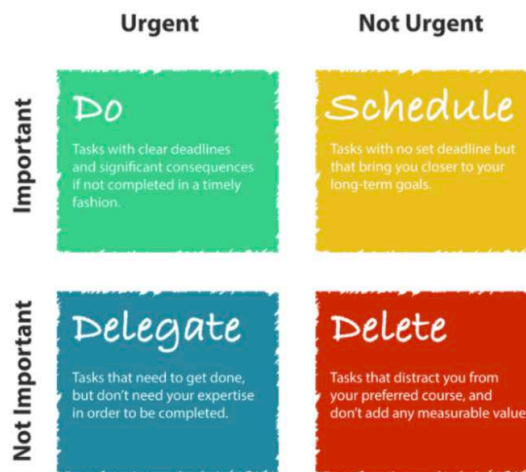 Urgent
Not Urgent
Important
Do
Tasks with clear deadlines
and significant consequences
if not completed in a timely
fashion.
Schedule
Tasks with no set deadline but
that bring you closer to your
long-term goals.
Not Important
Delegate
Tasks that need to get done,
but don't need your expertise
in order to be completed.
Delete
Tasks that distract you from
your preferred course, and
don't add any measurable value